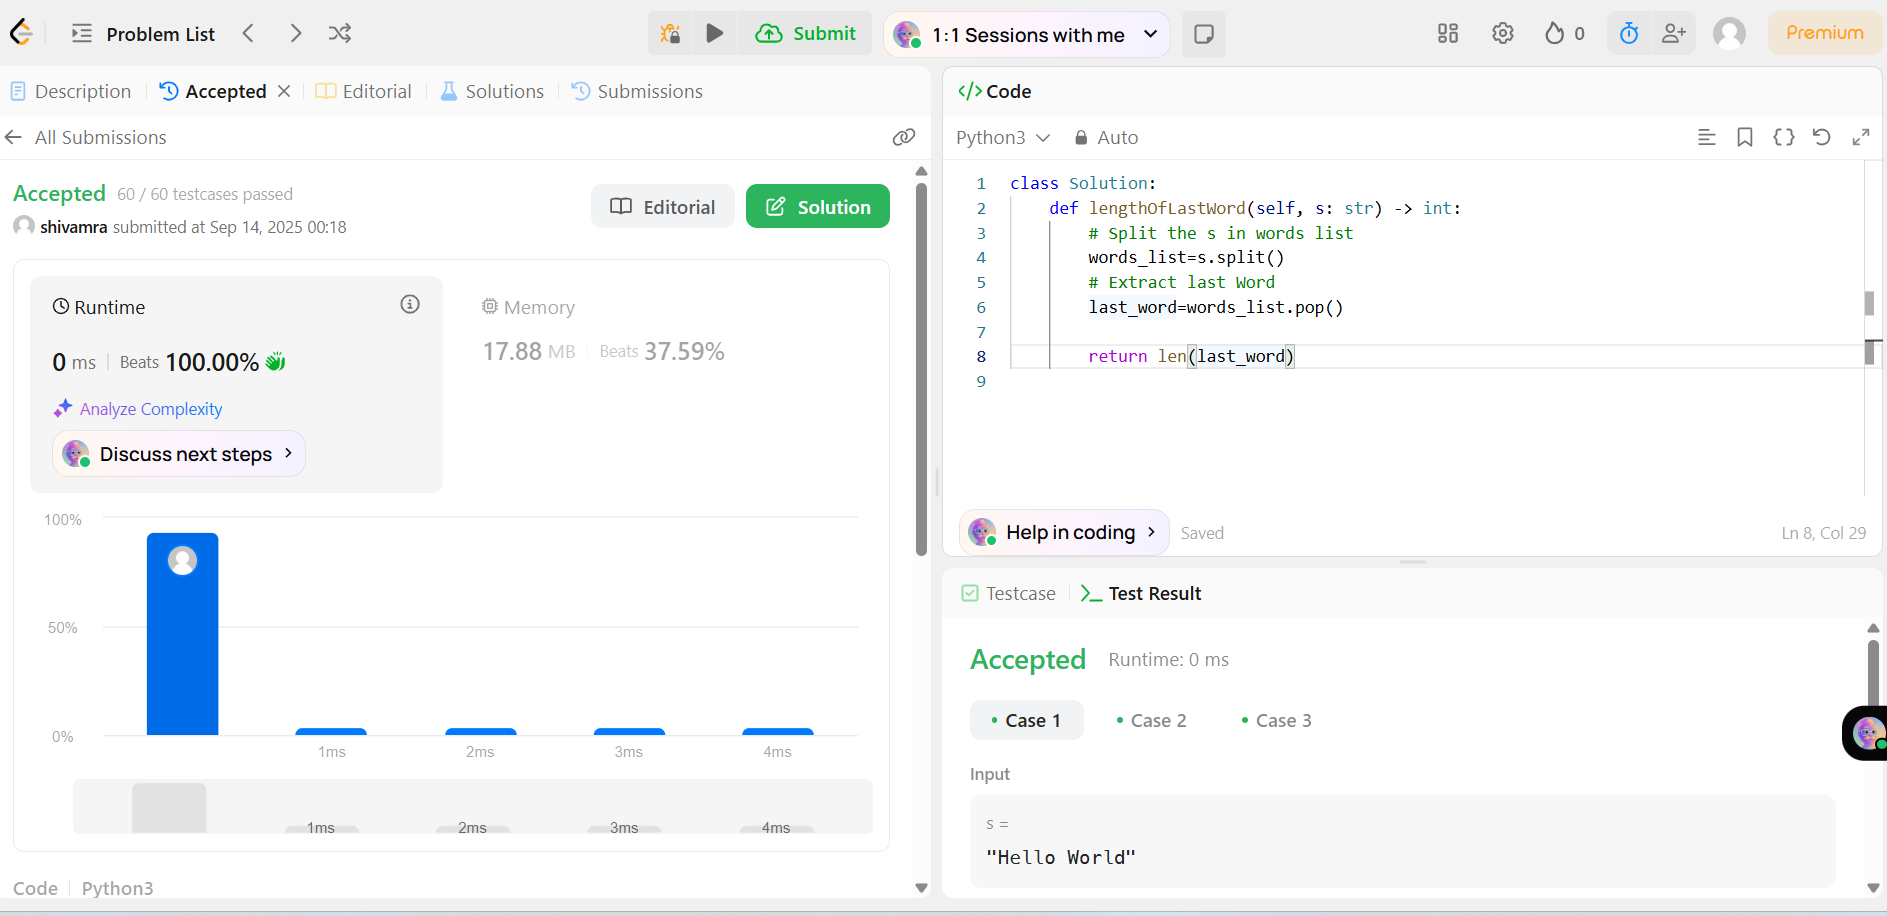 Problem List
Submit
1:1 Sessions with me
0
Premium
Description
Accepted
Editorial
Solutions
Submissions
All Submissions
Accepted 60 / 60 testcases passed
shivamra submitted at Sep 14, 2025 00:18
Editorial
Solution
Runtime
0 ms Beats 100.00%
Analyze Complexity
Discuss next steps
Memory
17.88 MB Beats 37.59%
100%
50%
0%
1ms 2ms 3ms 4ms
1ms 2ms 3ms 4ms
Code Python3
</> Code
Python3 Auto
1 class Solution:
2 def lengthOfLastWord(self, s: str) -> int:
3 # Split the s in words list
4 words_list=s.split()
5 # Extract last Word
6 last_word=words_list.pop()
7
8 return len(last_word)
9
Help in coding Saved
Ln 8, Col 29
Testcase
Test Result
Accepted Runtime: 0 ms
Case 1 Case 2 Case 3
Input
s =
"Hello World"